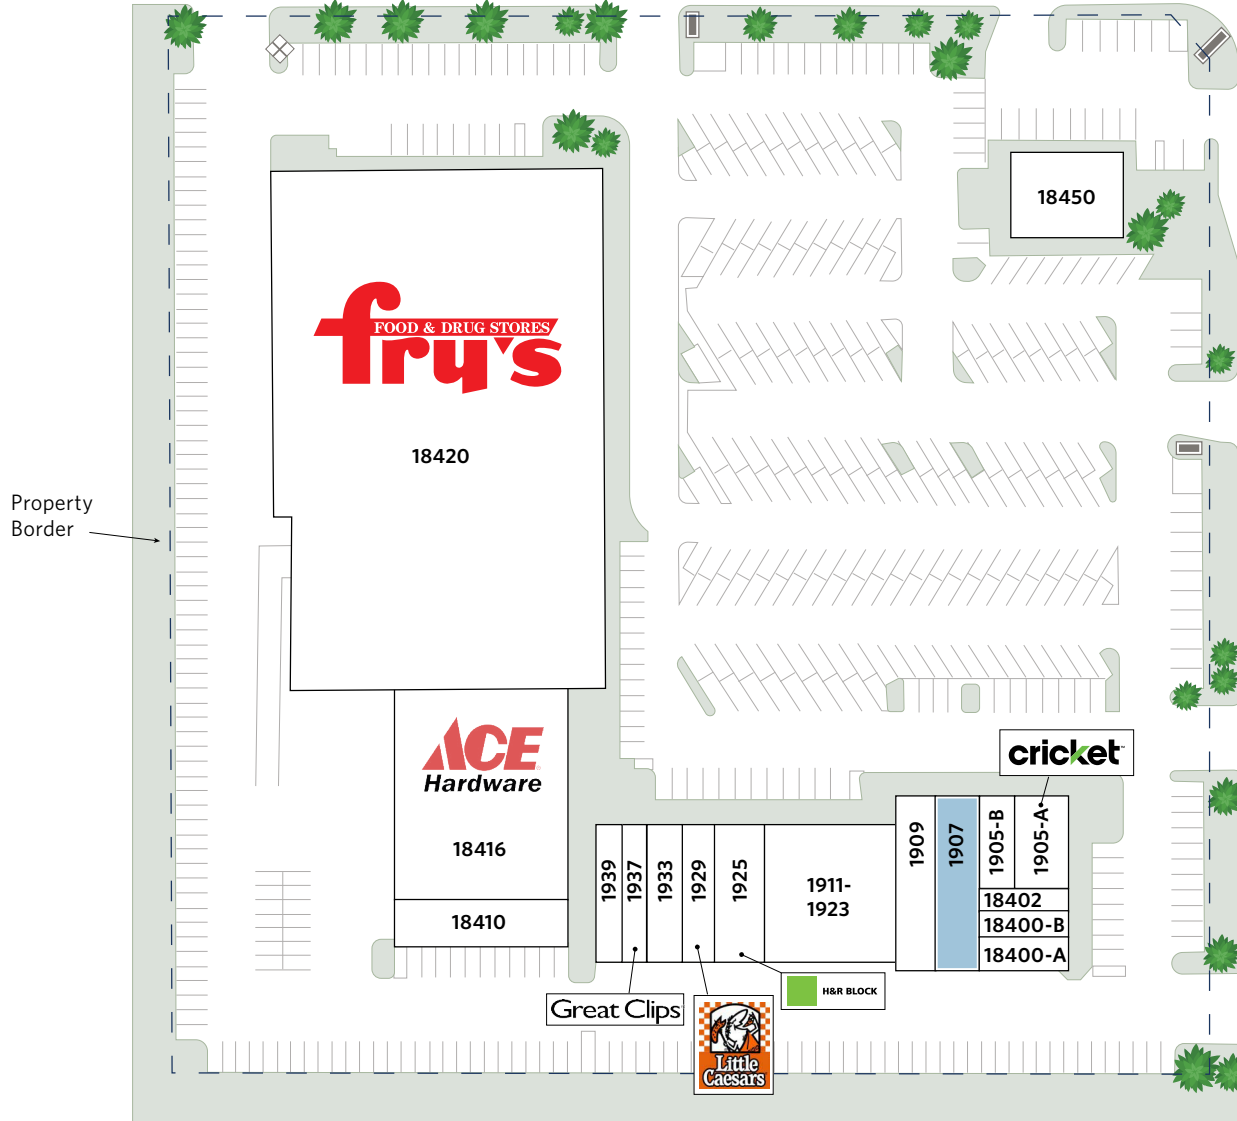 18450
FOOD & DRUG STORES
fry's
18420
Property
Border
ACE
Hardware
cricket
18416
18410
1939
1937
1933
1929
1925
1911-
1923
1909
1907
1905-B
1905-A
18402
18400-B
18400-A
H&R BLOCK
Great Clips
Little
Caesars